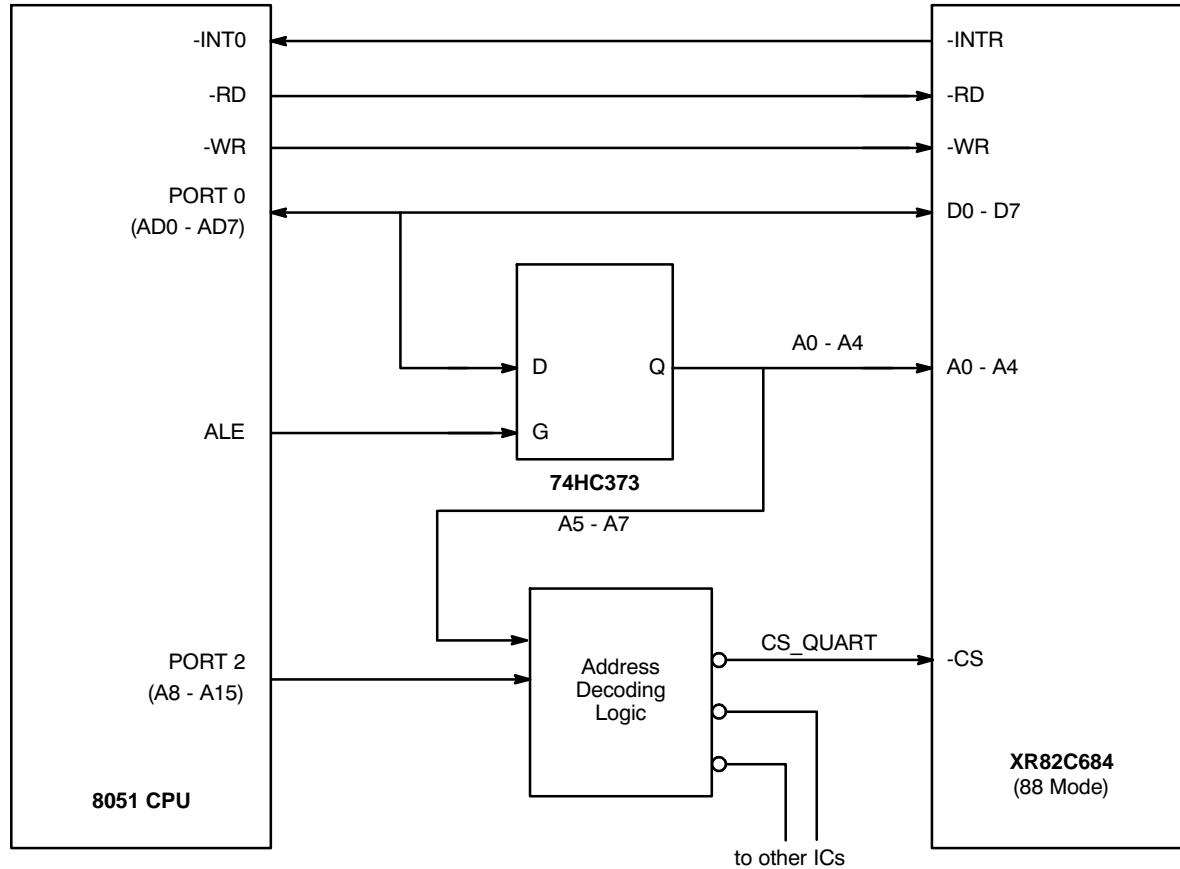 -INT0
-INTR
-RD
-RD
-WR
-WR
PORT 0
(AD0 - AD7)
D0 - D7
A0 - A4
D
Q
A0 - A4
ALE
G
74HC373
A5 - A7
PORT 2
(A8 - A15)
Address
Decoding
Logic
CS_QUART
-CS
8051 CPU
XR82C684
(88 Mode)
to other ICs